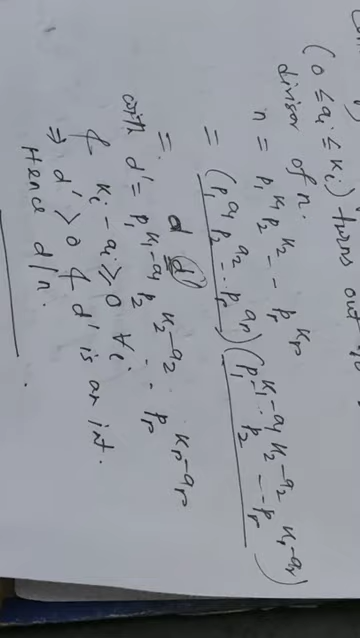 (0 ≤ a_i ≤ k_i) turns out
divisor of n.
n = p_1^{k_1} p_2^{k_2} -- p_r^{k_r}
= (p_1^{a_1} p_2^{a_2} -- p_r^{a_r}) (p_1^{k_1-a_1} p_2^{k_2-a_2} --- p_r^{k_r-a_r})
= d d'
with d' = p_1^{k_1-a_1} p_2^{k_2-a_2} -- p_r^{k_r-a_r}
& k_i - a_i ≥ 0 ∀ i
⇒ d' > 0 & d' is an int.
Hence d/n.